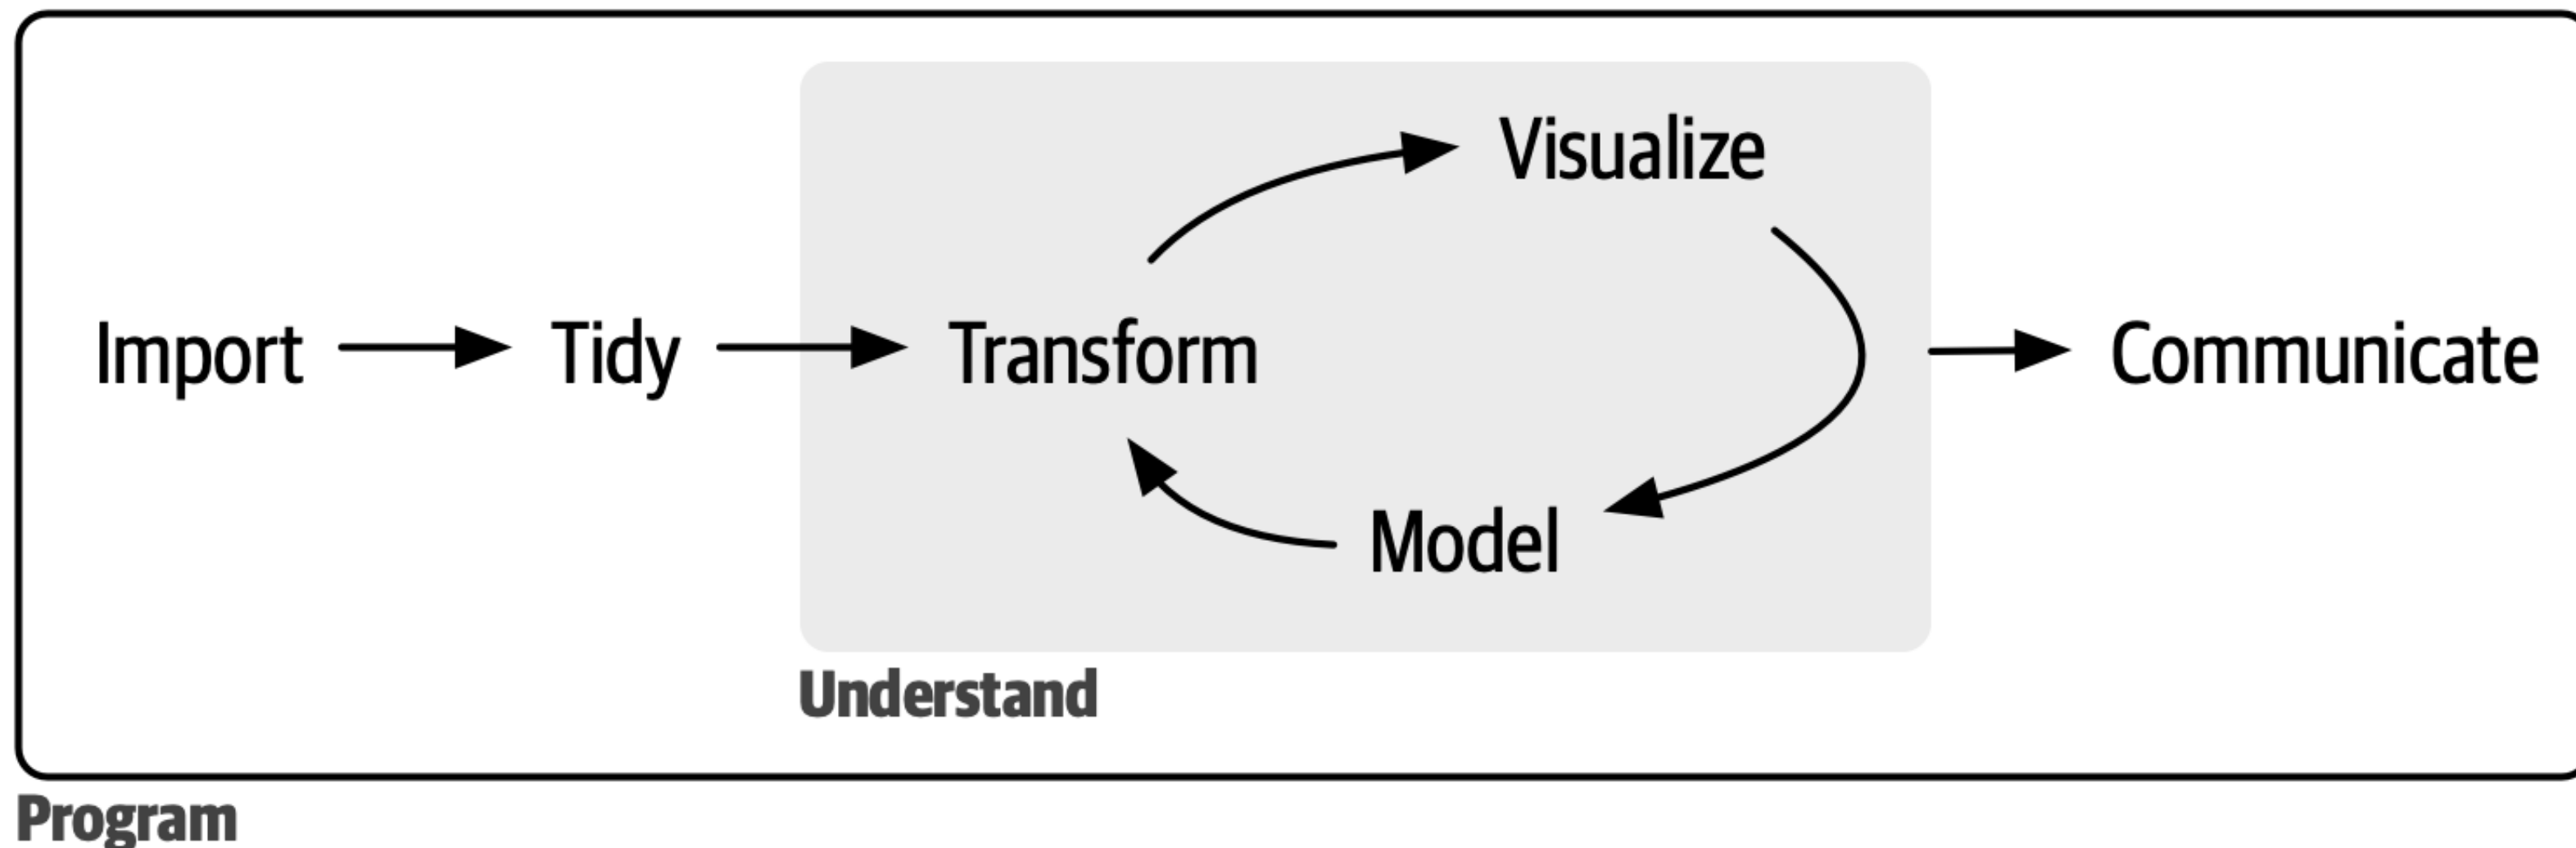 Visualize
Import Tidy Transform Communicate
Model
Understand
Program